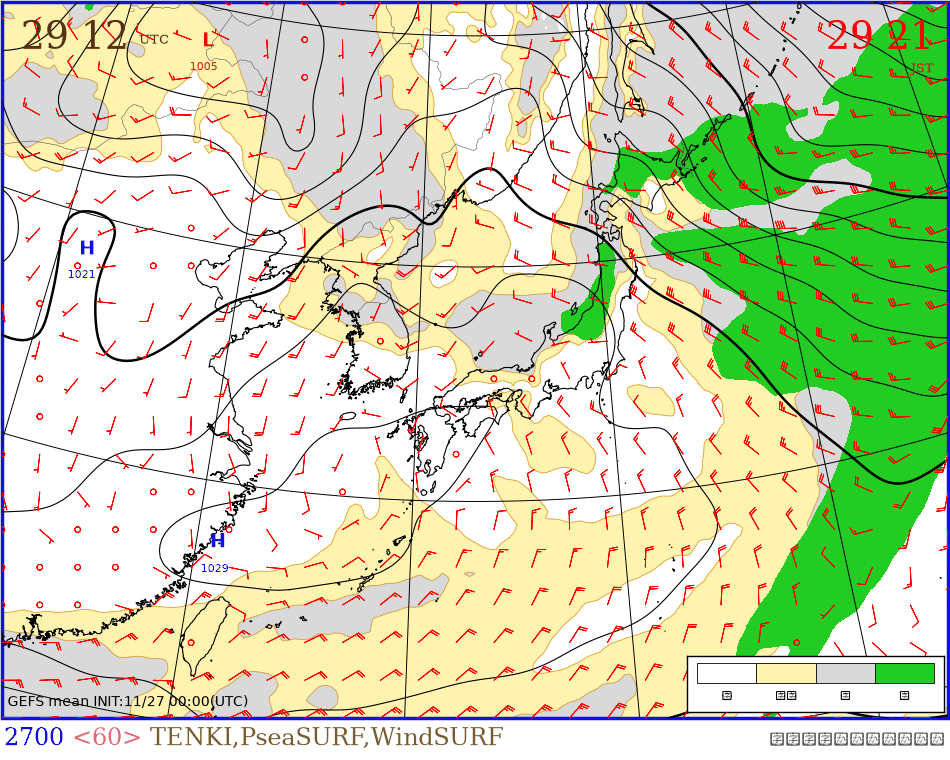 29 12 UTC
29 21 JST
L
1005
H
1021
H
1029
GEFS mean INIT:11/27 00:00(UTC)
2700 <60> TENKI,PseaSURF,WindSURF